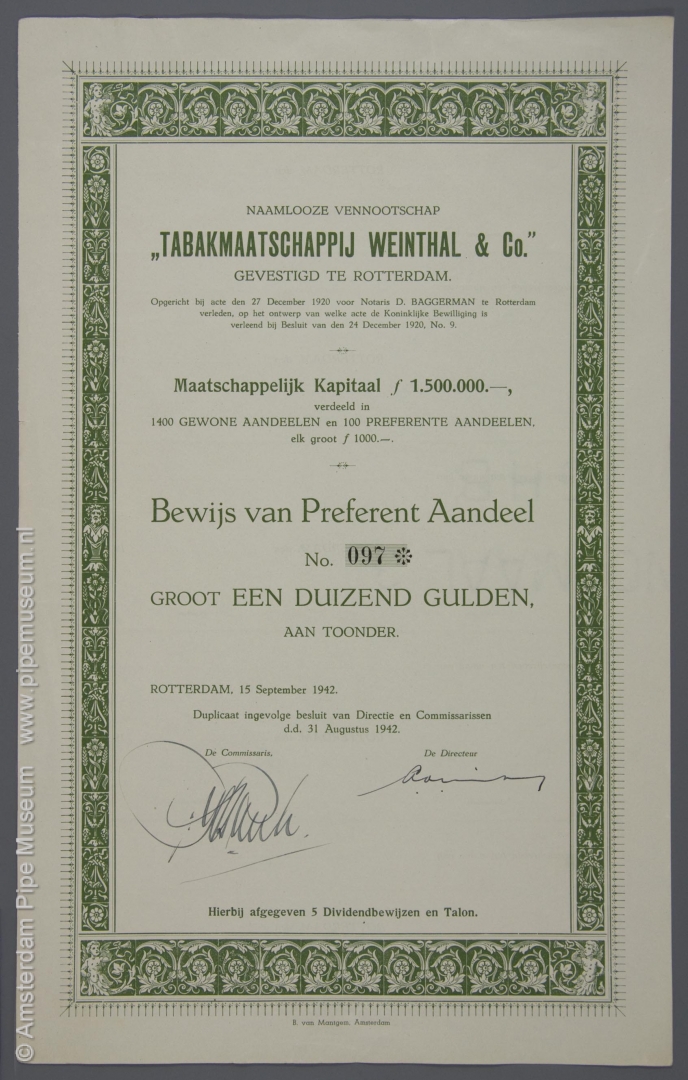 NAAMLOOZE VENNOOTSCHAP
„TABAKMAATSCHAPPIJ WEINTHAL & Co.”
GEVESTIGD TE ROTTERDAM.
Opgericht bij acte den 27 December 1920 voor Notaris D. BAGGERMAN te Rotterdam
verleden, op het ontwerp van welke acte de Koninklijke Bewilliging is
verleend bij Besluit van den 24 December 1920, No. 9.
Maatschappelijk Kapitaal f 1.500.000.—,
verdeeld in
1400 GEWONE AANDEELEN en 100 PREFERENTE AANDEELEN,
elk groot f 1000.—.
Bewijs van Preferent Aandeel
No. 097 ❊
GROOT EEN DUIZEND GULDEN,
AAN TOONDER.
ROTTERDAM, 15 September 1942.
Duplicaat ingevolge besluit van Directie en Commissarissen
d.d. 31 Augustus 1942.
De Commissaris, De Directeur
Hierbij afgegeven 5 Dividendbewijzen en Talon.
B. van Mantgem, Amsterdam
© Amsterdam Pipe Museum www.pipemuseum.nl